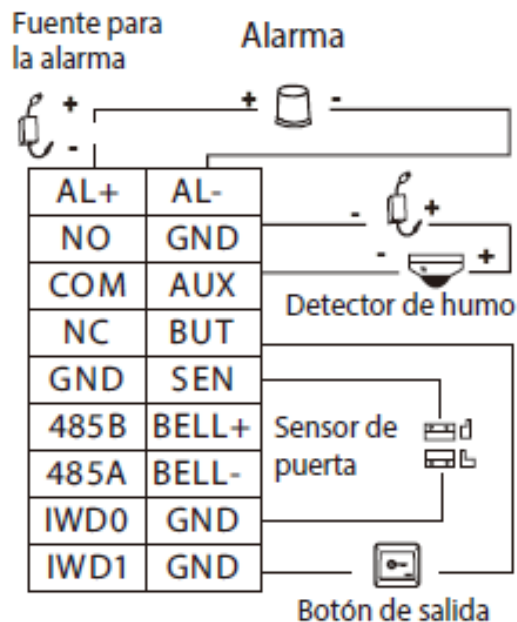 Fuente para
la alarma
Alarma
+
-
+ -
AL+ AL-
NO GND
COM AUX
NC BUT
GND SEN
485B BELL+
485A BELL-
IWD0 GND
IWD1 GND
- +
- +
Detector de humo
Sensor de
puerta
Botón de salida